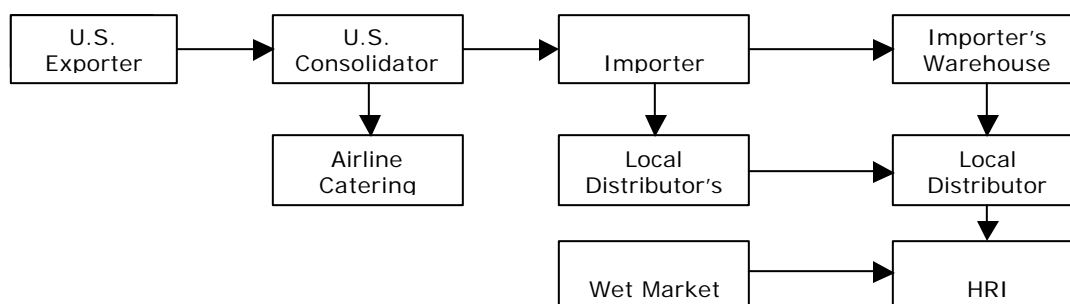 U.S.
Exporter
U.S.
Consolidator
Importer
Importer's
Warehouse
Airline
Catering
Local
Distributor's
Local
Distributor
Wet Market
HRI